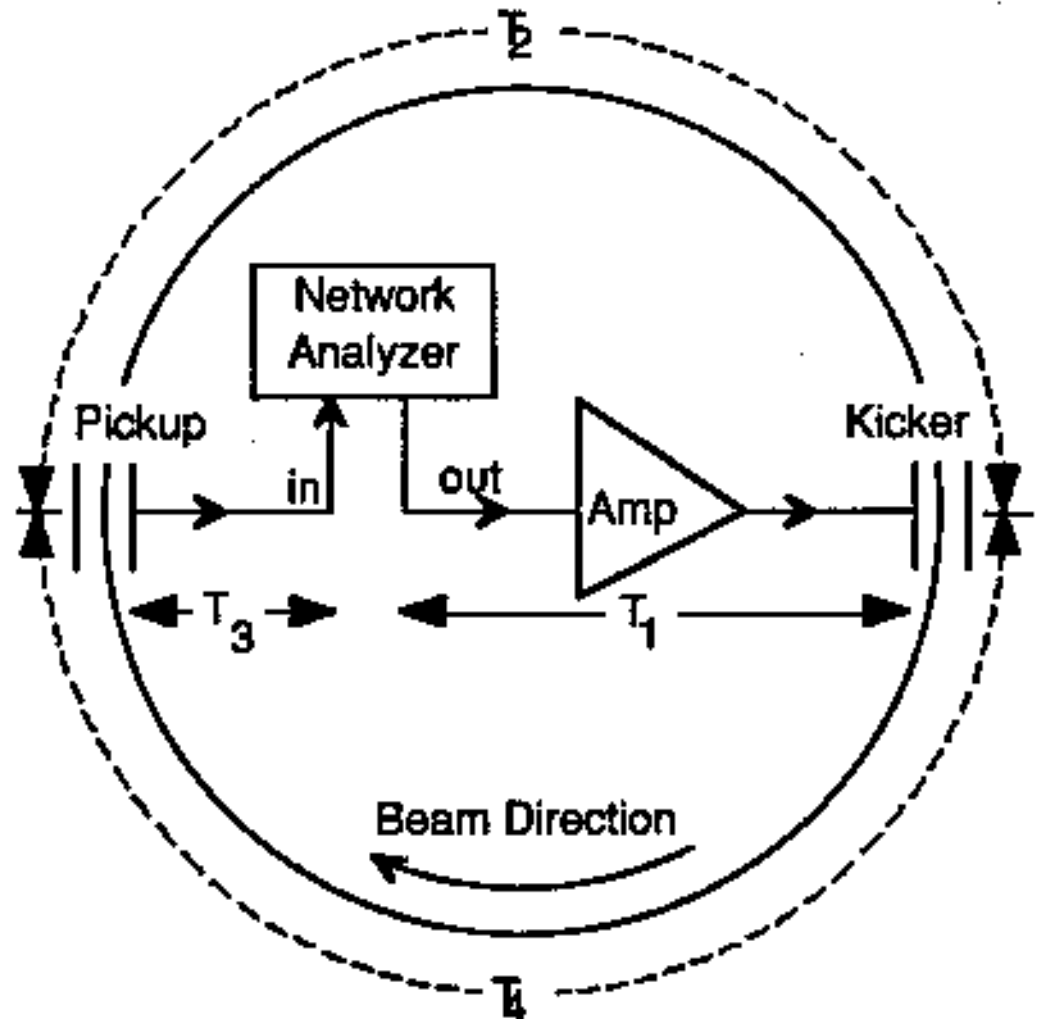 T2
Network
Analyzer
Pickup
Kicker
in
out
Amp
T3
T1
Beam Direction
T4